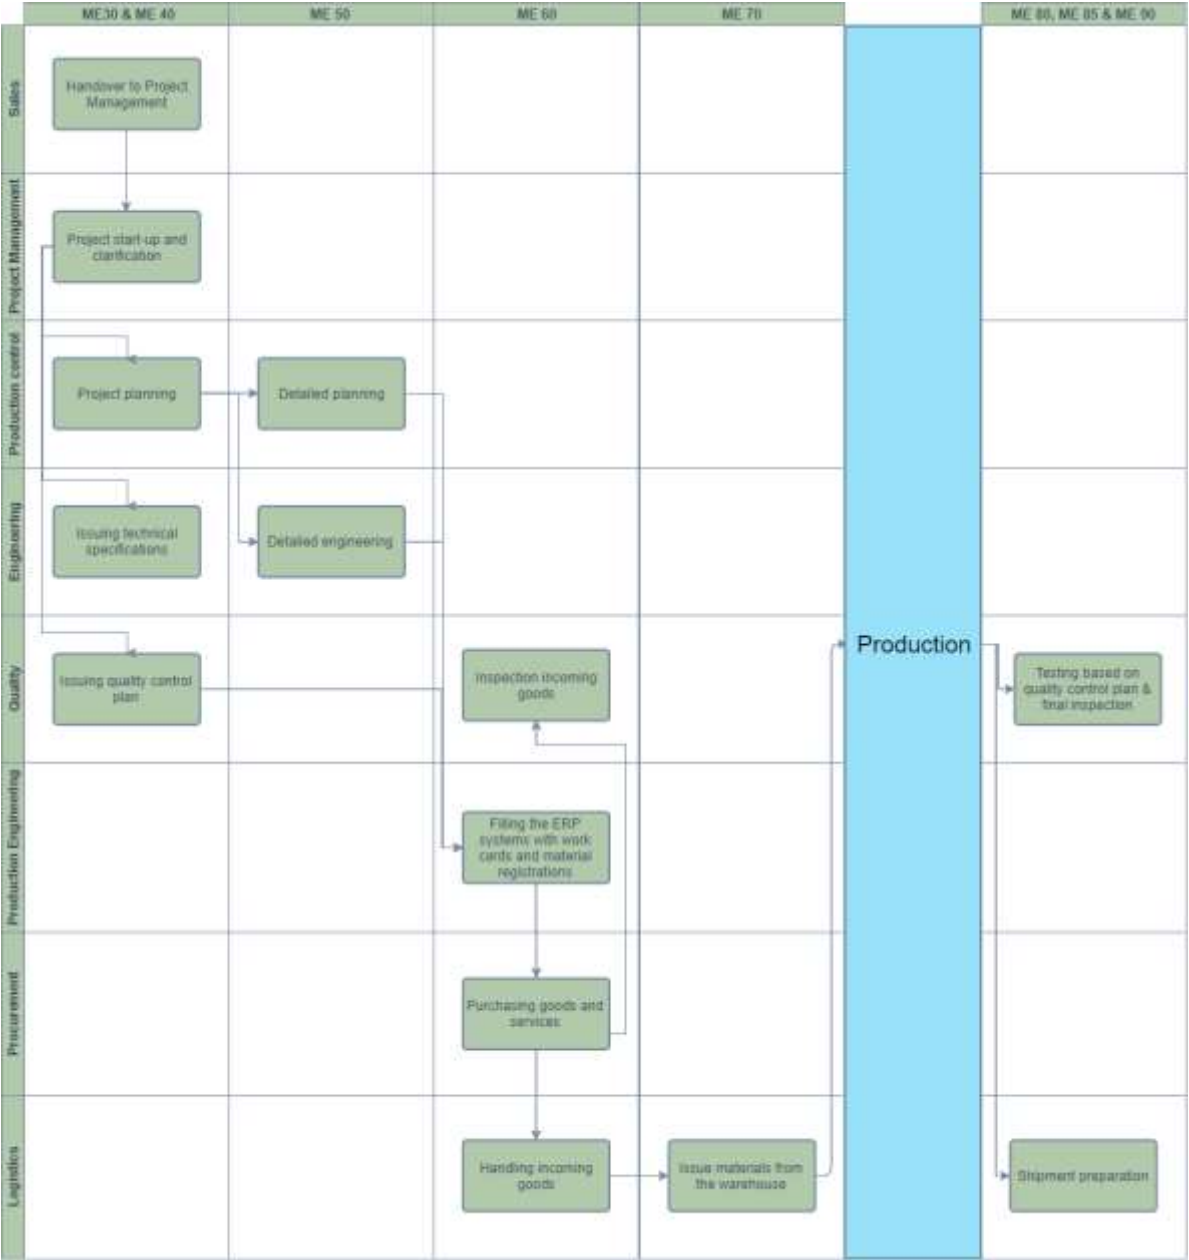 ME30 & ME 40
ME 50
ME 60
ME 70
ME 80, ME 85 & ME 90
Sales
Handover to Project
Management
Project Management
Project start-up and
clarification
Production control
Project planning
Detailed planning
Engineering
Issuing technical
specifications
Detailed engineering
Quality
Issuing quality control
plan
Inspection incoming
goods
Production
Testing based on
quality control plan &
final inspection
Production Engineering
Filling the ERP
systems with work
cards and material
registrations
Procurement
Purchasing goods and
services
Logistics
Handling incoming
goods
Issue materials from
the warehouse
Shipment preparation